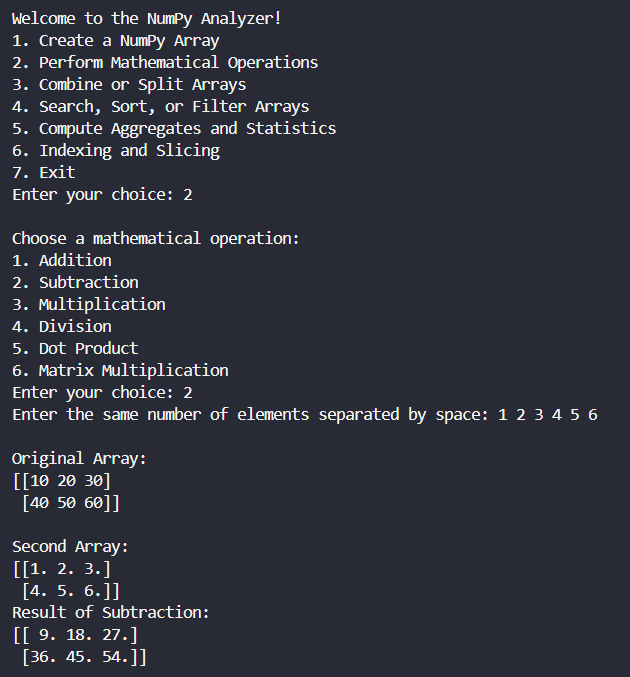 Welcome to the NumPy Analyzer!
1. Create a NumPy Array
2. Perform Mathematical Operations
3. Combine or Split Arrays
4. Search, Sort, or Filter Arrays
5. Compute Aggregates and Statistics
6. Indexing and Slicing
7. Exit
Enter your choice: 2

Choose a mathematical operation:
1. Addition
2. Subtraction
3. Multiplication
4. Division
5. Dot Product
6. Matrix Multiplication
Enter your choice: 2
Enter the same number of elements separated by space: 1 2 3 4 5 6

Original Array:
[[10 20 30]
 [40 50 60]]

Second Array:
[[1. 2. 3.]
 [4. 5. 6.]]
Result of Subtraction:
[[ 9. 18. 27.]
 [36. 45. 54.]]